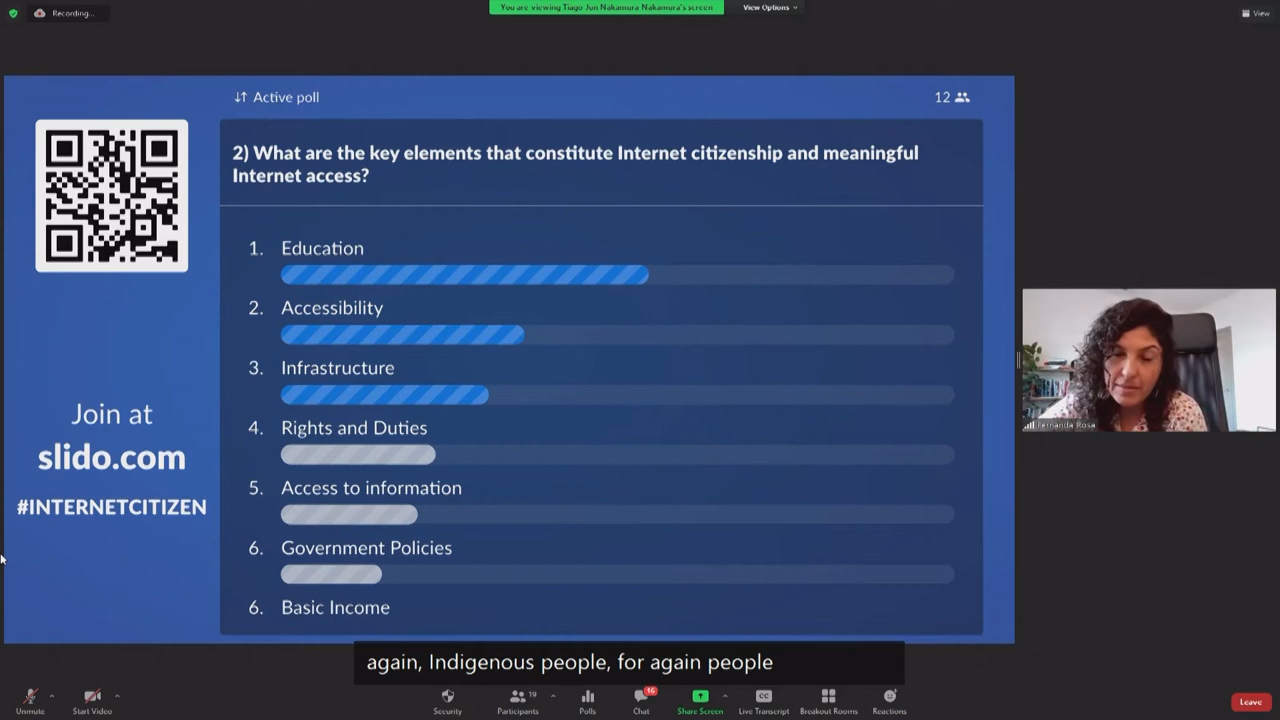 Recording...
You are viewing Tiago Jun Nakamura Nakamura's screen
View Options
View
Active poll
12
2) What are the key elements that constitute Internet citizenship and meaningful
Internet access?
1. Education
2. Accessibility
3. Infrastructure
4. Rights and Duties
5. Access to information
6. Government Policies
6. Basic Income
Join at
slido.com
#INTERNETCITIZEN
Fernanda Rosa
again, Indigenous people, for again people
Unmute
Start Video
Security
Participants
19
Polls
Chat
16
Share Screen
Live Transcript
Breakout Rooms
Reactions
Leave